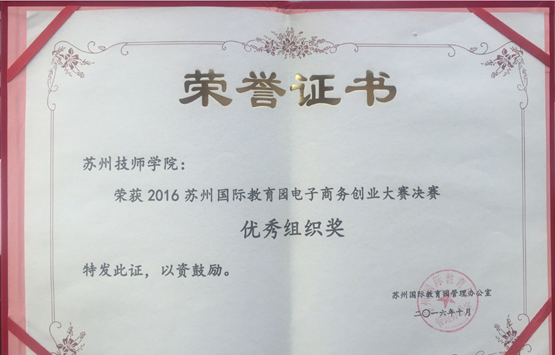 荣誉证书
苏州技师学院：
荣获2016苏州国际教育园电子商务创业大赛决赛
优秀组织奖
特发此证，以资鼓励。
苏州国际教育园管理办公室
二〇一六年十月